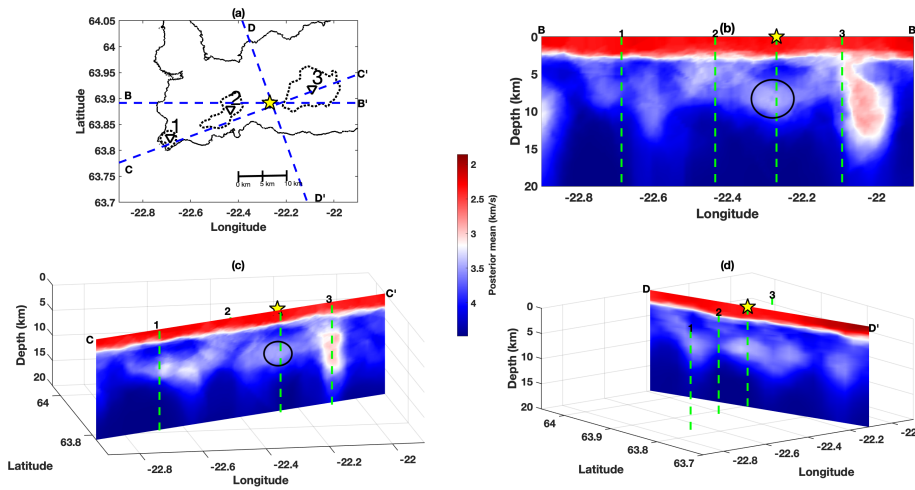 (a)
64.05
64
63.95
63.9
63.85
63.8
63.75
63.7
Latitude
D
C'
B
B'
C
D'
1
2
3
0 km 5 km 10 km
-22.8 -22.6 -22.4 -22.2 -22
Longitude
(b)
B 1 2 3 B'
0
5
10
15
20
Depth (km)
-22.8 -22.6 -22.4 -22.2 -22
Longitude
2
2.5
3
3.5
4
Posterior mean (km/s)
(c)
0
5
10
15
20
Depth (km)
C 1 2 3 C'
64
63.8
Latitude
-22.8 -22.6 -22.4 -22.2 -22
Longitude
(d)
D
3
2
1
D'
0
5
10
15
20
Depth (km)
64
63.9
63.8
63.7
Latitude
-22.8 -22.6 -22.4 -22.2
Longitude